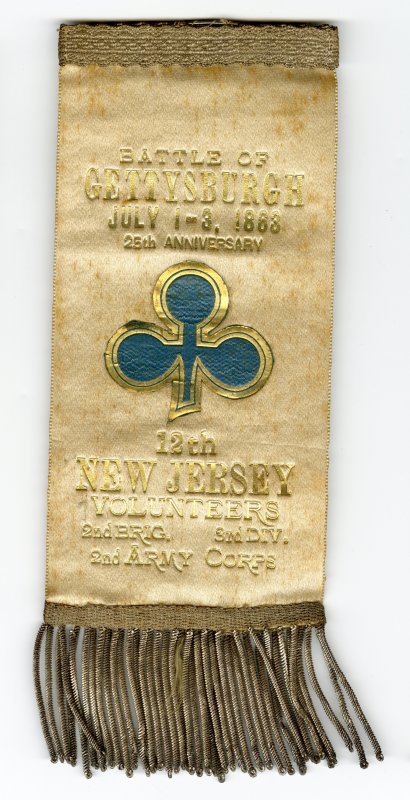 BATTLE OF
GETTYSBURGH
JULY 1-3, 1863
25th ANNIVERSARY
12th
NEW JERSEY
VOLUNTEERS
2nd BRIG. 3rd DIV.
2nd ARMY CORPS